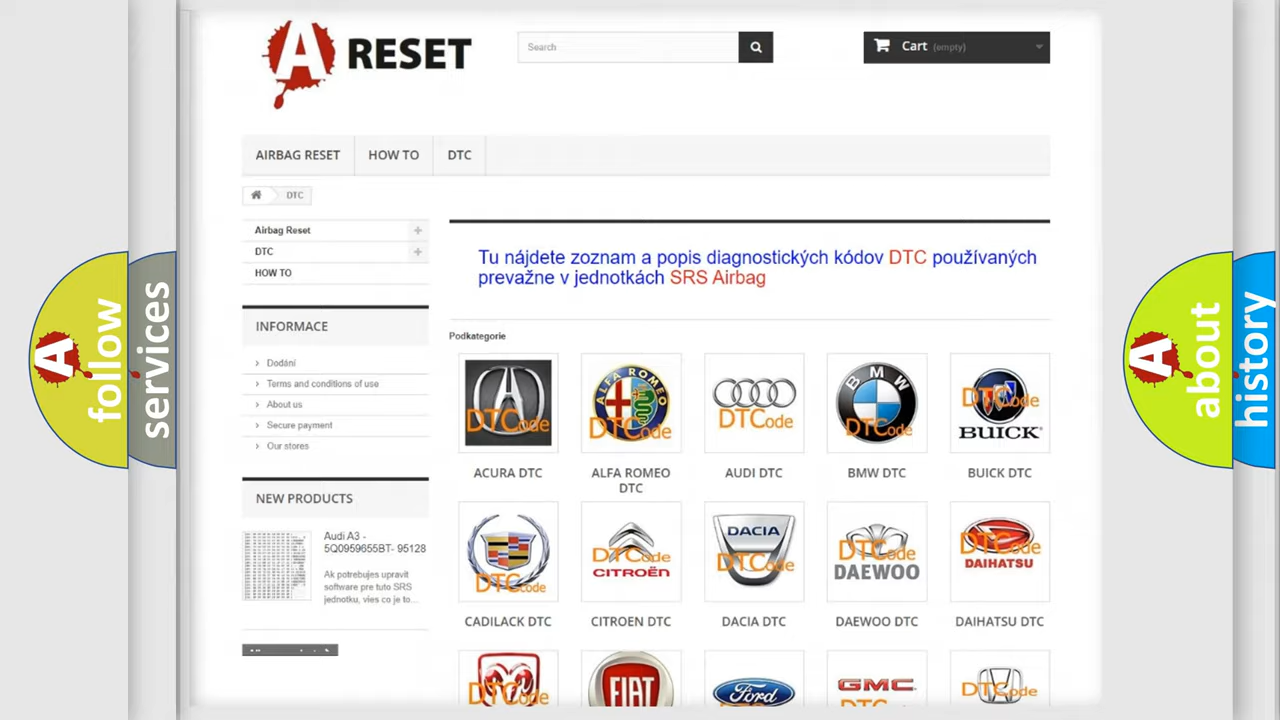 A RESET
Search
Cart (empty)
AIRBAG RESET
HOW TO
DTC
DTC
Airbag Reset
DTC
HOW TO
Tu nájdete zoznam a popis diagnostických kódov DTC používaných
prevažne v jednotkách SRS Airbag
INFORMACE
Dodání
Terms and conditions of use
About us
Secure payment
Our stores
NEW PRODUCTS
Audi A3 -
5Q0959655BT- 95128
Ak potrebujes upravit
software pre tuto SRS
jednotku, vies co je to...
Podkategorie
DTCode
ALFA ROMEO
DTCode
DTCode
BMW
DTCode
DTCode
BUICK
ACURA DTC
ALFA ROMEO
DTC
AUDI DTC
BMW DTC
BUICK DTC
DTCode
DTCode
CITROËN
DACIA
DTCode
DTCode
DAEWOO
DTCode
DAIHATSU
CADILACK DTC
CITROEN DTC
DACIA DTC
DAEWOO DTC
DAIHATSU DTC
DTCode
FIAT
Ford
GMC
DTCode
A follow
services
A about
history